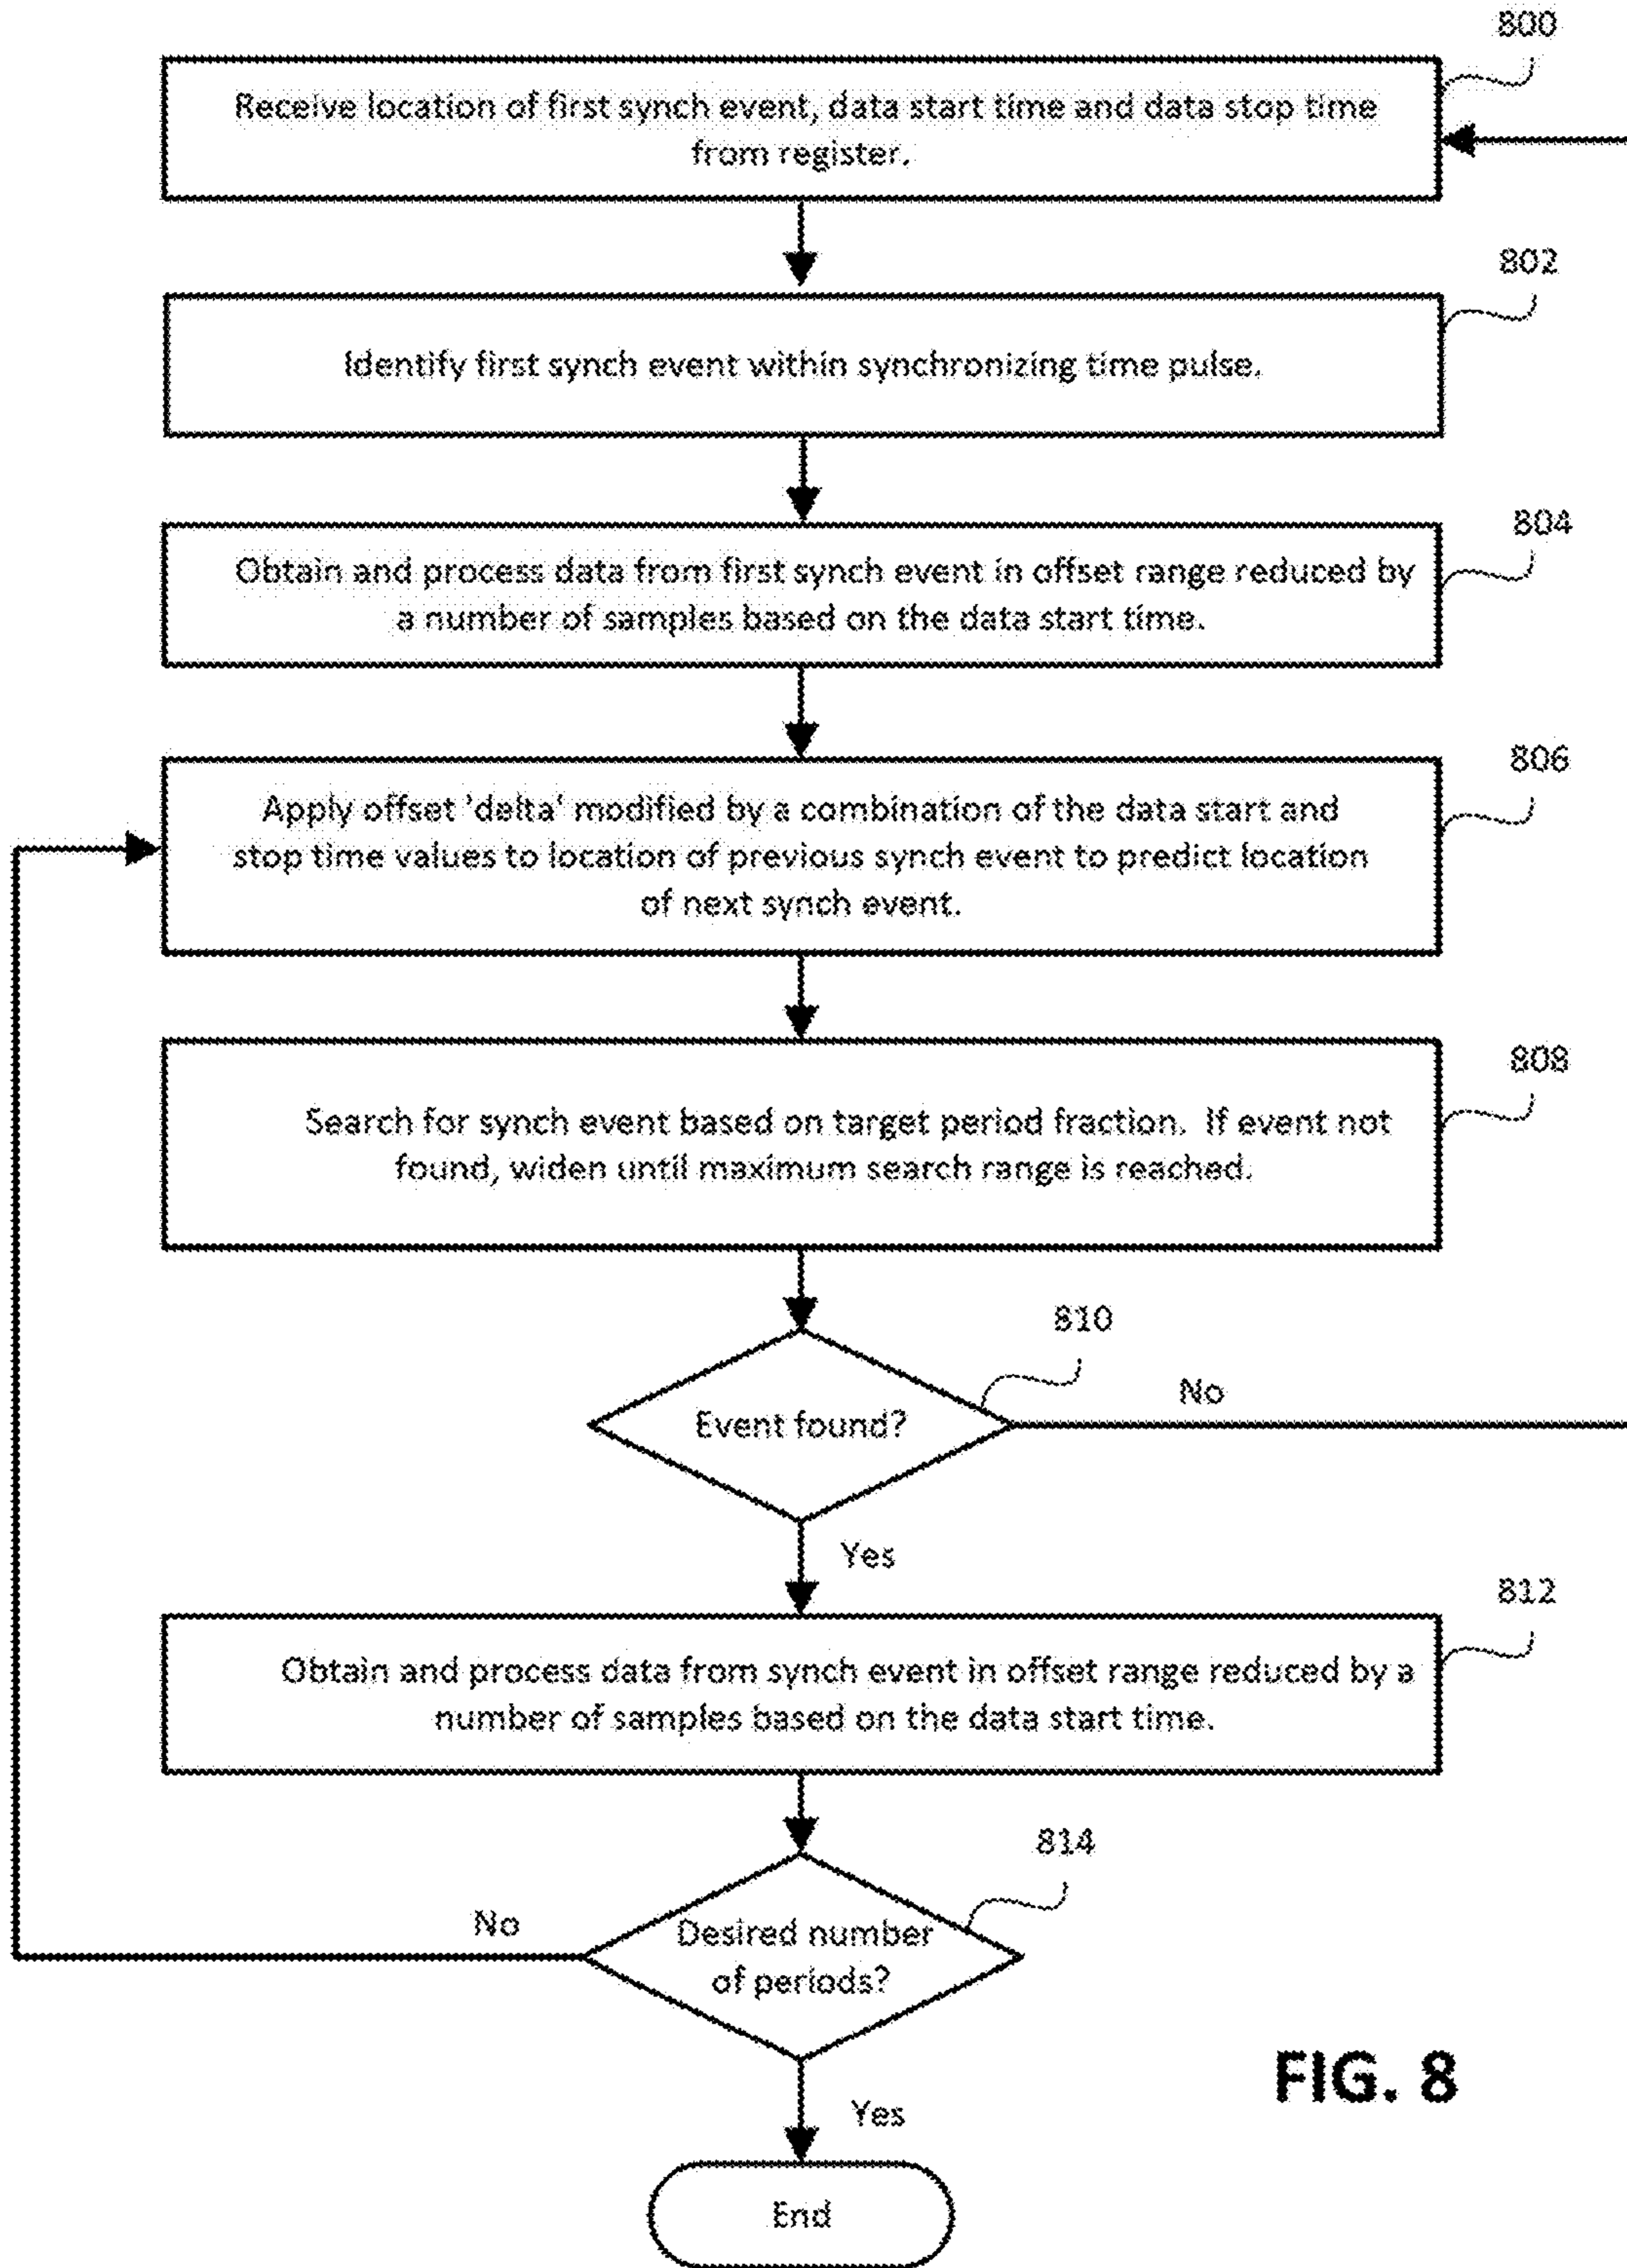 800
Receive location of first synch event, data start time and data stop time
from register.
802
Identify first synch event within synchronizing time pulse.
804
Obtain and process data from first synch event in offset range reduced by
a number of samples based on the data start time.
806
Apply offset 'delta' modified by a combination of the data start and
stop time values to location of previous synch event to predict location
of next synch event.
808
Search for synch event based on target period fraction. If event not
found, widen until maximum search range is reached.
810
Event found?
No
Yes
812
Obtain and process data from synch event in offset range reduced by a
number of samples based on the data start time.
814
Desired number
of periods?
No
Yes
End
FIG. 8